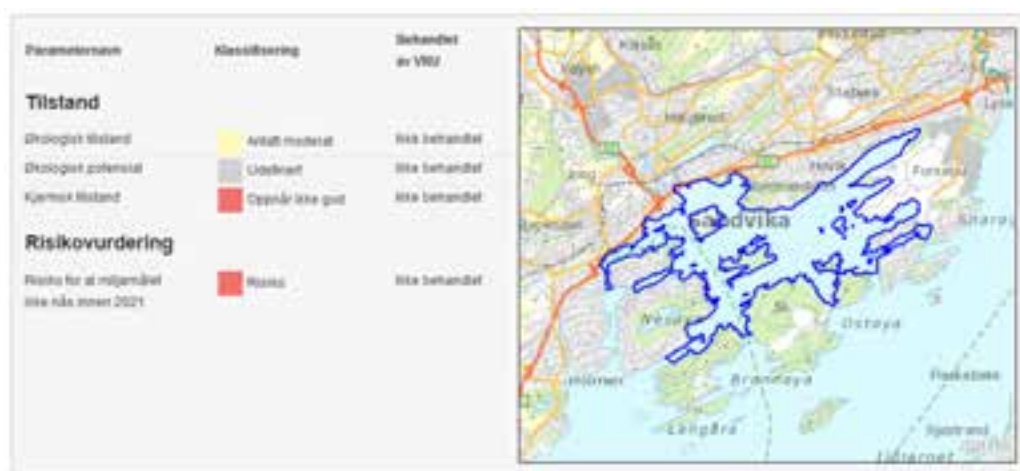 Parameternavn Klassifisering Behandlet
av VRU
Tilstand
Økologisk tilstand Antatt moderat Ikke behandlet
Økologisk potensial Udefinert Ikke behandlet
Kjemisk tilstand Oppnår ikke god Ikke behandlet
Risikovurdering
Risiko for at miljømålet Risiko Ikke behandlet
ikke nås innen 2021
Sandvika
Høvik
Fornebu
Stabekk
Ostøya
Brønnøya
Langåra